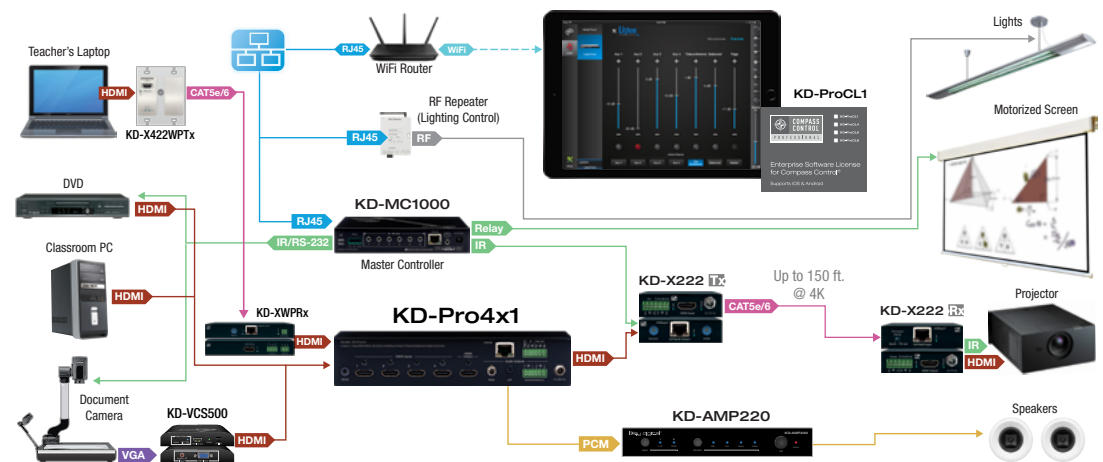 Teacher's Laptop
HDMI
KD-X422WPTx
CAT5e/6
RJ45
WiFi
WiFi Router
RF Repeater
(Lighting Control)
RJ45
RF
KD-ProCL1
COMPASS
CONTROL
PROFESSIONAL
Enterprise Software License
for Compass Control®
Supports iOS & Android
Lights
Motorized Screen
DVD
HDMI
RJ45
KD-MC1000
Relay
IR/RS-232
IR
Master Controller
Classroom PC
HDMI
KD-XWPRx
HDMI
KD-Pro4x1
HDMI
KD-X222 Tx
CAT5e/6
Up to 150 ft.
@ 4K
KD-X222 Rx
IR
HDMI
Projector
Document
Camera
VGA
KD-VCS500
HDMI
PCM
KD-AMP220
Speakers